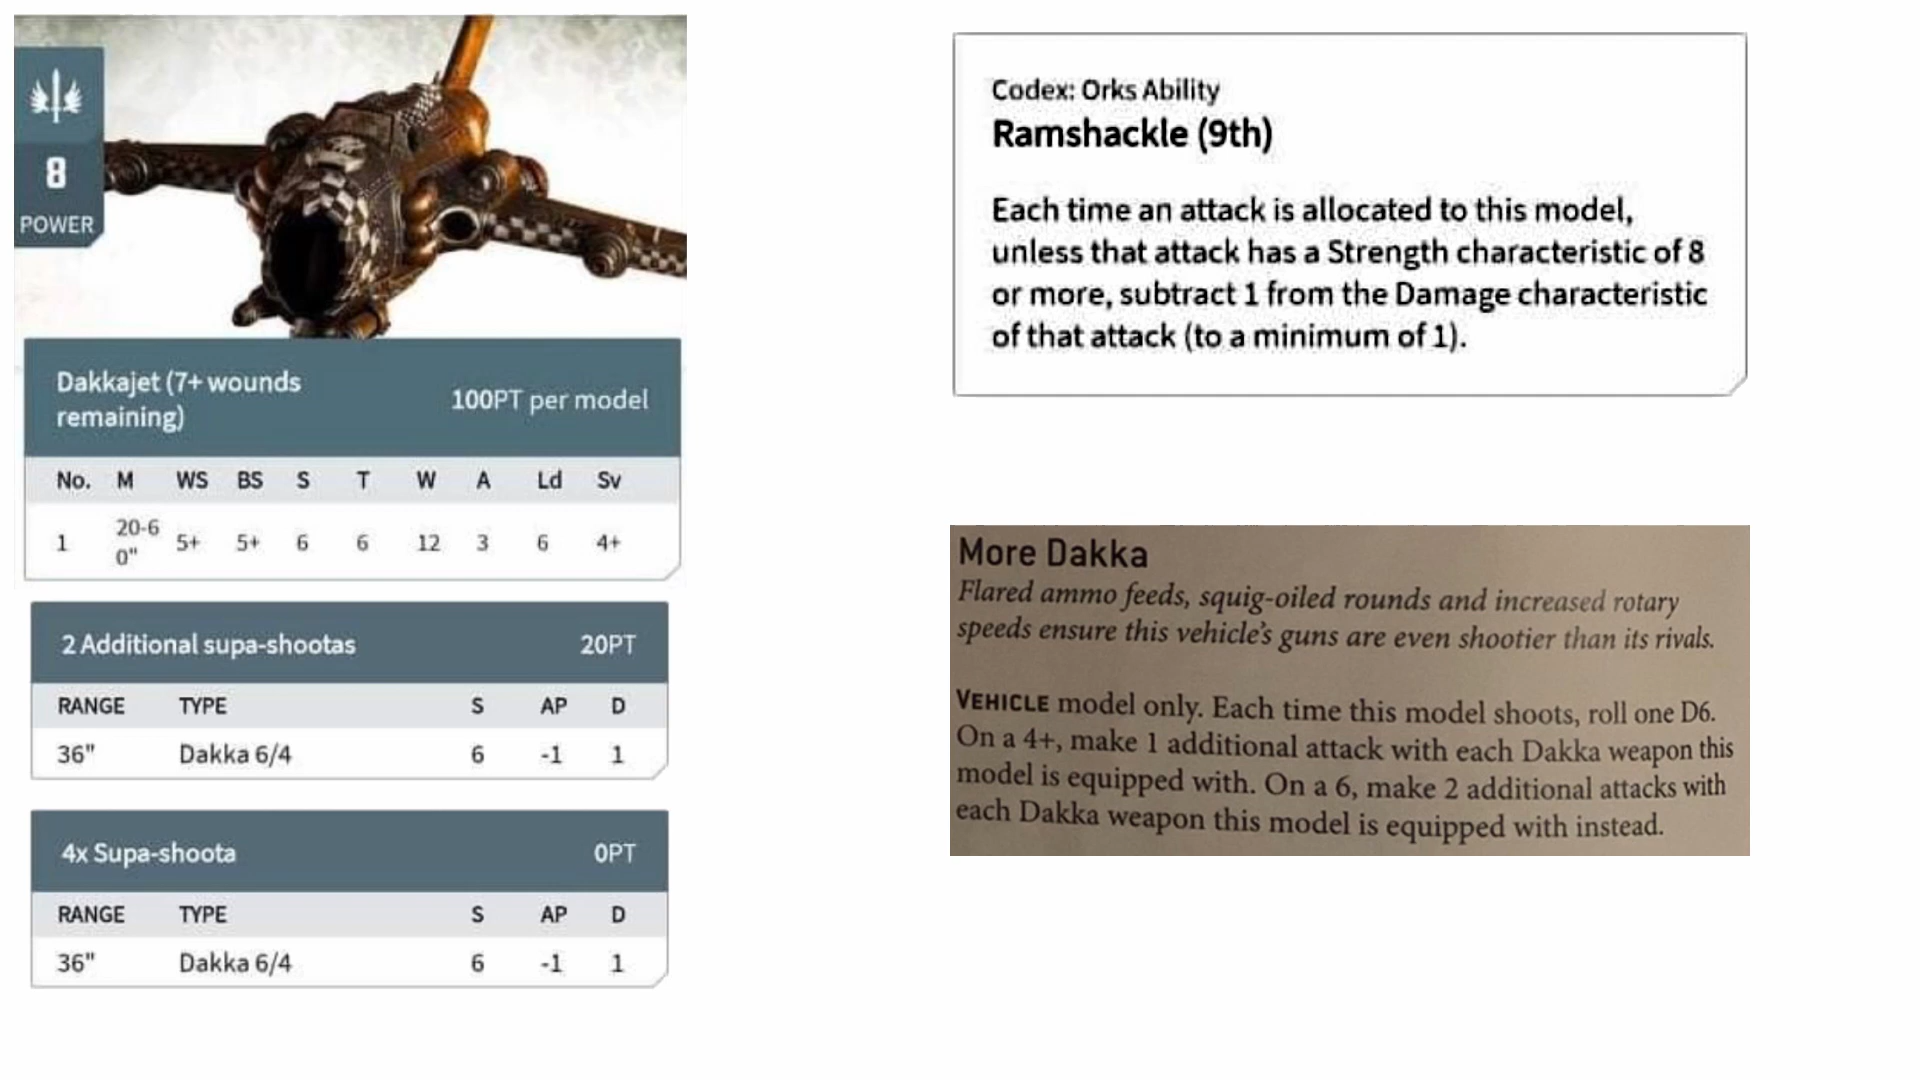 8
POWER
Dakkajet (7+ wounds
remaining)
100PT per model
No. M WS BS S T W A Ld Sv
1 20-6
0" 5+ 5+ 6 6 12 3 6 4+
2 Additional supa-shootas 20PT
RANGE TYPE S AP D
36" Dakka 6/4 6 -1 1
4x Supa-shoota 0PT
RANGE TYPE S AP D
36" Dakka 6/4 6 -1 1
Codex: Orks Ability
Ramshackle (9th)
Each time an attack is allocated to this model,
unless that attack has a Strength characteristic of 8
or more, subtract 1 from the Damage characteristic
of that attack (to a minimum of 1).
More Dakka
Flared ammo feeds, squig-oiled rounds and increased rotary
speeds ensure this vehicle's guns are even shootier than its rivals.
VEHICLE model only. Each time this model shoots, roll one D6.
On a 4+, make 1 additional attack with each Dakka weapon this
model is equipped with. On a 6, make 2 additional attacks with
each Dakka weapon this model is equipped with instead.